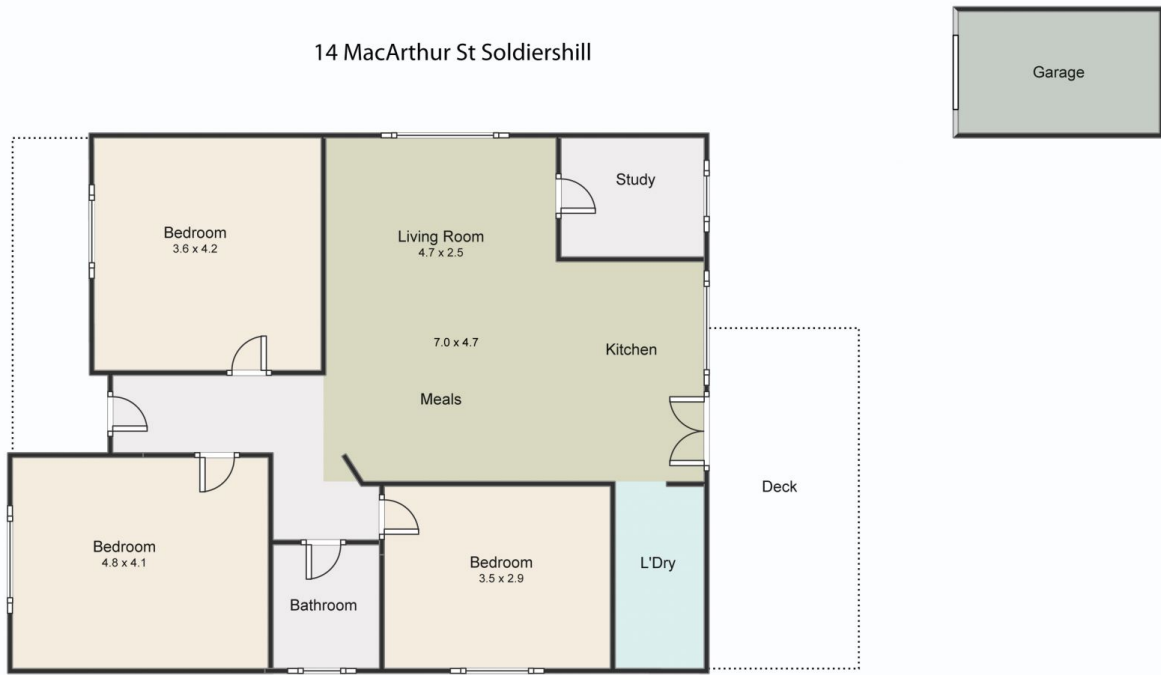 14 MacArthur St Soldiershill
Garage
Study
Bedroom
3.6 x 4.2
Living Room
4.7 x 2.5
7.0 x 4.7
Kitchen
Meals
Deck
Bedroom
4.8 x 4.1
Bedroom
3.5 x 2.9
L'Dry
Bathroom